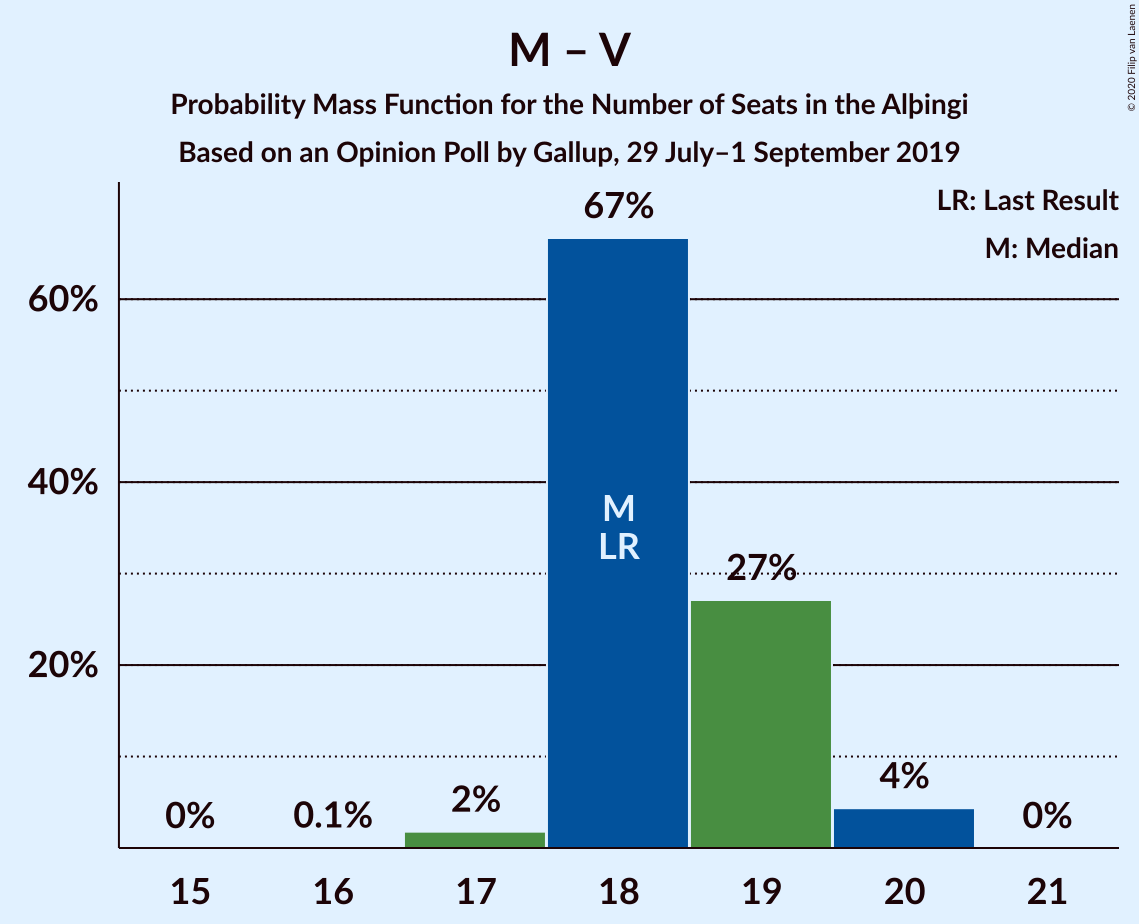 M – V
Probability Mass Function for the Number of Seats in the Alþingi
Based on an Opinion Poll by Gallup, 29 July–1 September 2019
© 2020 Filip van Laenen
LR: Last Result
M: Median
67%
60%
M
LR
40%
27%
20%
4%
2%
0%
0.1%
0%
15
16
17
18
19
20
21